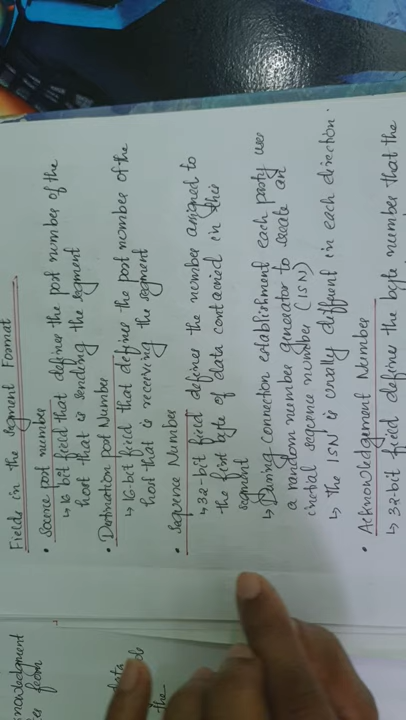 Fields in the Segment Format
• Source port number
↳ 16 bit field that defines the port number of the
host that is sending the segment
• Destination port Number
↳ 16-bit field that defines the port number of the
host that is receiving the segment
• Sequence Number
↳ 32-bit field defines the number assigned to
the first byte of data contained in this
segment
↳ During connection establishment each party uses
a random number generator to create an
initial sequence number (ISN)
↳ the ISN is usually different in each direction.
• Acknowledgement Number
↳ 32-bit field defines the byte number that the
from
the